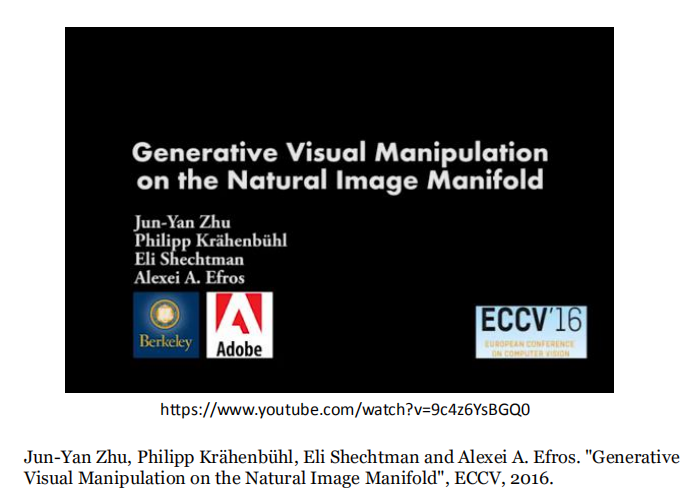 Generative Visual Manipulation
on the Natural Image Manifold
Jun-Yan Zhu
Philipp Krähenbühl
Eli Shechtman
Alexei A. Efros
Berkeley
Adobe
ECCV'16
EUROPEAN CONFERENCE
ON COMPUTER VISION
https://www.youtube.com/watch?v=9c4z6YsBGQ0
Jun-Yan Zhu, Philipp Krähenbühl, Eli Shechtman and Alexei A. Efros. "Generative
Visual Manipulation on the Natural Image Manifold", ECCV, 2016.